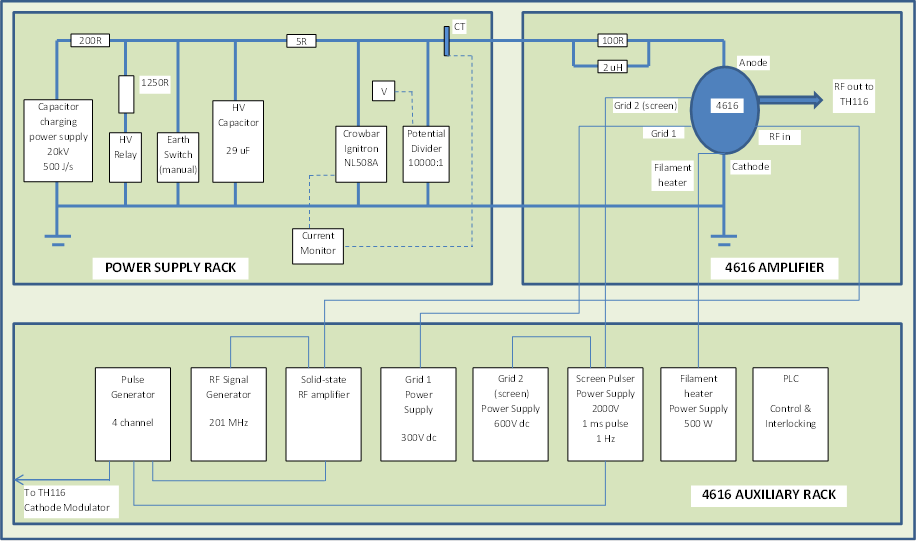 CT
200R
5R
1250R
Capacitor
charging
power supply
20kV
500 J/s
HV
Relay
Earth
Switch
(manual)
HV
Capacitor
29 uF
V
Crowbar
Ignitron
NL508A
Potential
Divider
10000:1
Current
Monitor
POWER SUPPLY RACK
100R
2 uH
Anode
Grid 2 (screen)
4616
RF out to
TH116
Grid 1
RF in
Filament
heater
Cathode
4616 AMPLIFIER
Pulse
Generator
4 channel
RF Signal
Generator
201 MHz
Solid-state
RF amplifier
Grid 1
Power
Supply
300V dc
Grid 2
(screen)
Power Supply
600V dc
Screen Pulser
Power Supply
2000V
1 ms pulse
1 Hz
Filament
heater
Power Supply
500 W
PLC
Control &
Interlocking
To TH116
Cathode Modulator
4616 AUXILIARY RACK